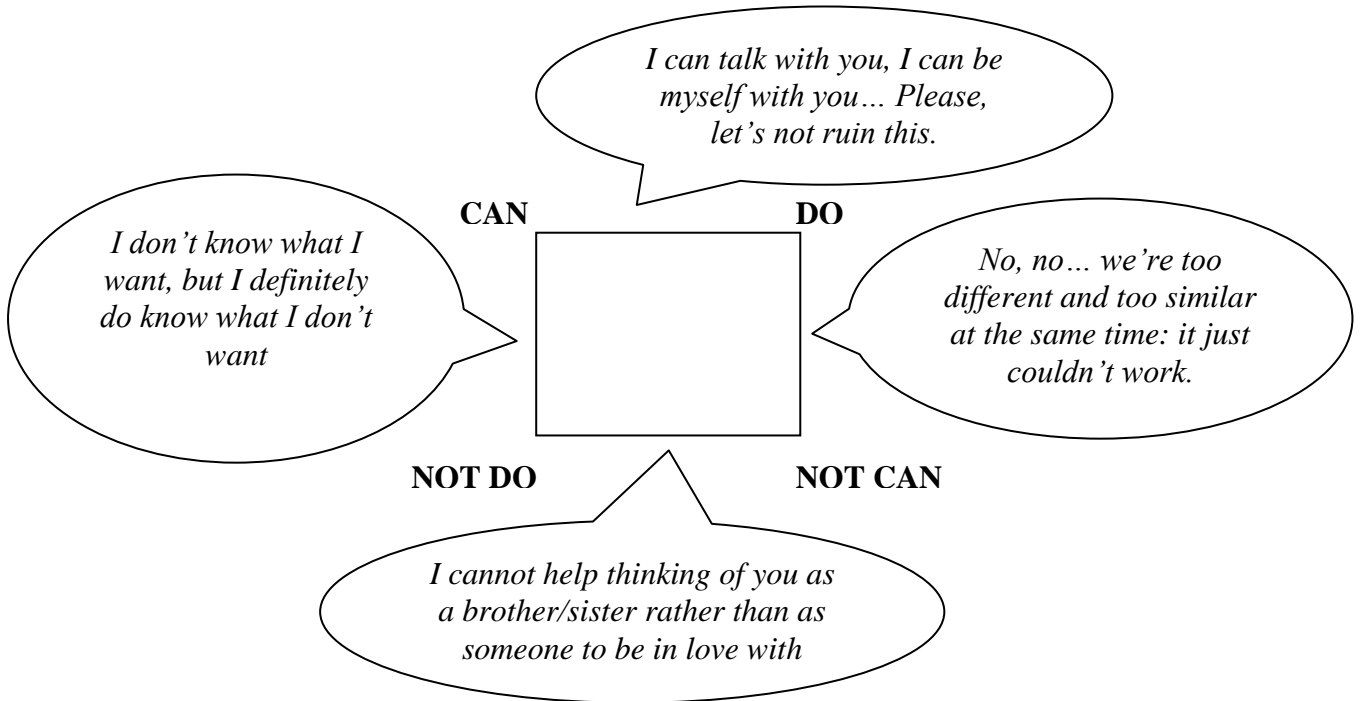 I can talk with you, I can be
myself with you… Please,
let’s not ruin this.
CAN
DO
I don’t know what I
want, but I definitely
do know what I don’t
want
No, no… we’re too
different and too similar
at the same time: it just
couldn’t work.
NOT DO
NOT CAN
I cannot help thinking of you as
a brother/sister rather than as
someone to be in love with